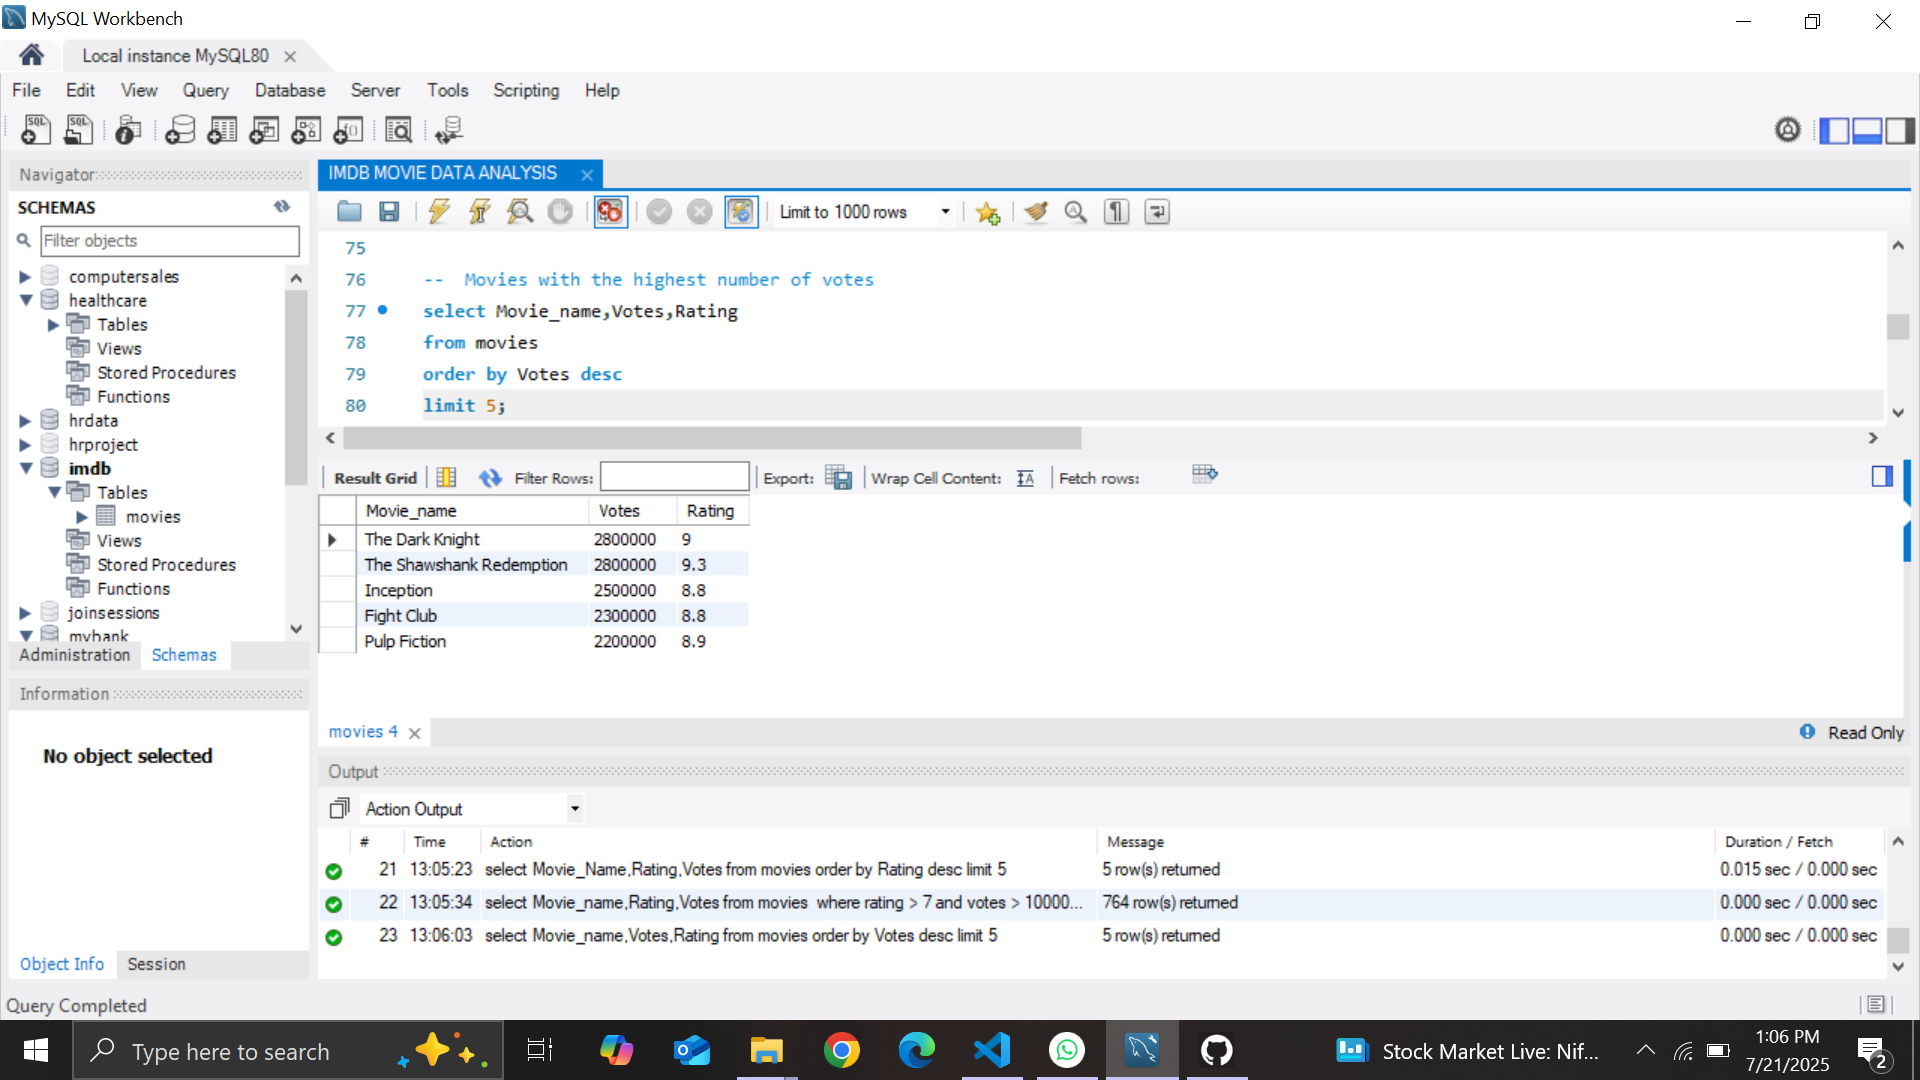 MySQL Workbench
Local instance MySQL80
File Edit View Query Database Server Tools Scripting Help
Navigator
SCHEMAS
Filter objects
computersales
healthcare
Tables
Views
Stored Procedures
Functions
hrdata
hrproject
imdb
Tables
movies
Views
Stored Procedures
Functions
joinsessions
mybank
Administration Schemas
Information
No object selected
Object Info Session
Query Completed
IMDB MOVIE DATA ANALYSIS
Limit to 1000 rows
75
76 -- Movies with the highest number of votes
77 select Movie_name,Votes,Rating
78 from movies
79 order by Votes desc
80 limit 5;
Result Grid Filter Rows: Export: Wrap Cell Content: Fetch rows:
Movie_name Votes Rating
The Dark Knight 2800000 9
The Shawshank Redemption 2800000 9.3
Inception 2500000 8.8
Fight Club 2300000 8.8
Pulp Fiction 2200000 8.9
movies 4
Read Only
Output
Action Output
# Time Action Message Duration / Fetch
21 13:05:23 select Movie_Name,Rating,Votes from movies order by Rating desc limit 5 5 row(s) returned 0.015 sec / 0.000 sec
22 13:05:34 select Movie_name,Rating,Votes from movies where rating > 7 and votes > 10000... 764 row(s) returned 0.000 sec / 0.000 sec
23 13:06:03 select Movie_name,Votes,Rating from movies order by Votes desc limit 5 5 row(s) returned 0.000 sec / 0.000 sec
Type here to search
Stock Market Live: Nif...
1:06 PM
7/21/2025
2